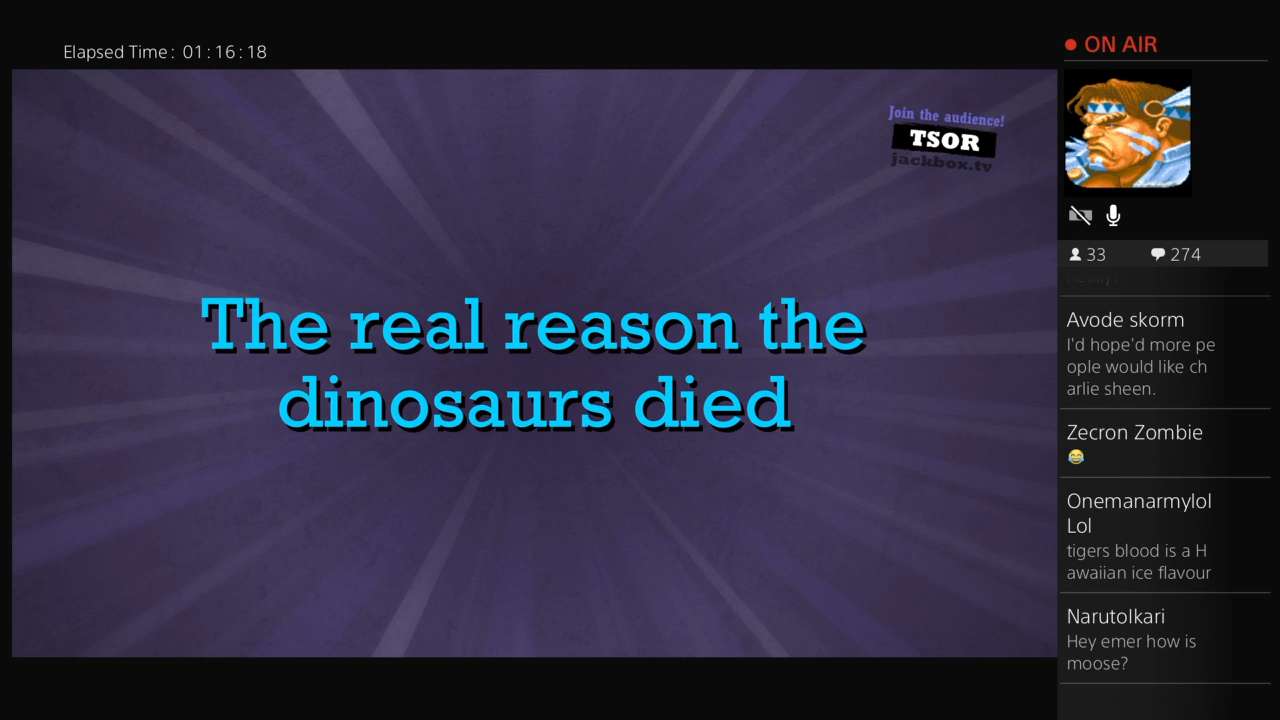 Elapsed Time: 01:16:18
ON AIR
Join the audience!
TSOR
jackbox.tv
The real reason the
dinosaurs died
33 274
Avode skorm
I'd hope'd more pe
ople would like ch
arlie sheen.
Zecron Zombie
😂
Onemanarmylol
Lol
tigers blood is a H
awaiian ice flavour
Narutolkari
Hey emer how is
moose?